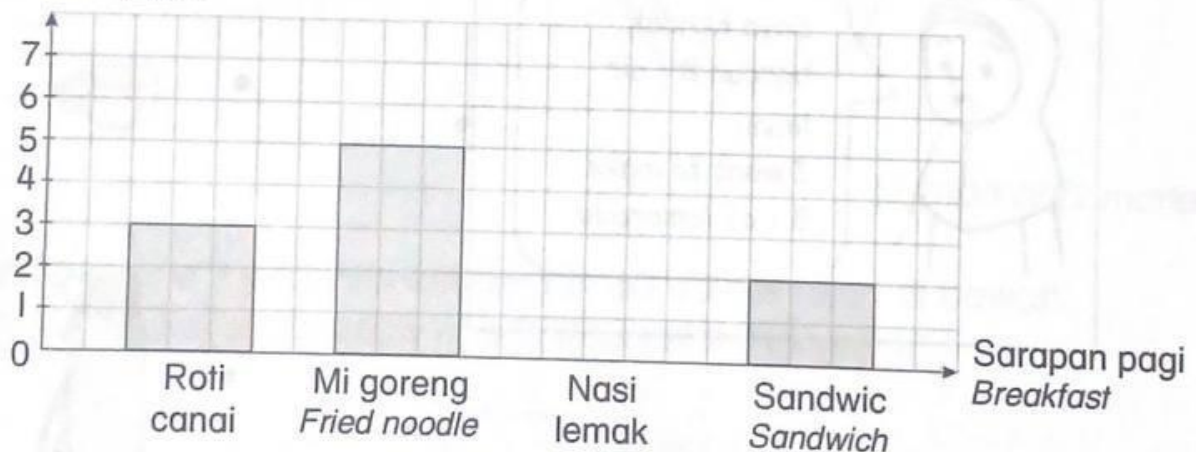 7
6
5
4
3
2
1
0
Roti canai
Mi goreng
Fried noodle
Nasi lemak
Sandwic
Sandwich
Sarapan pagi
Breakfast